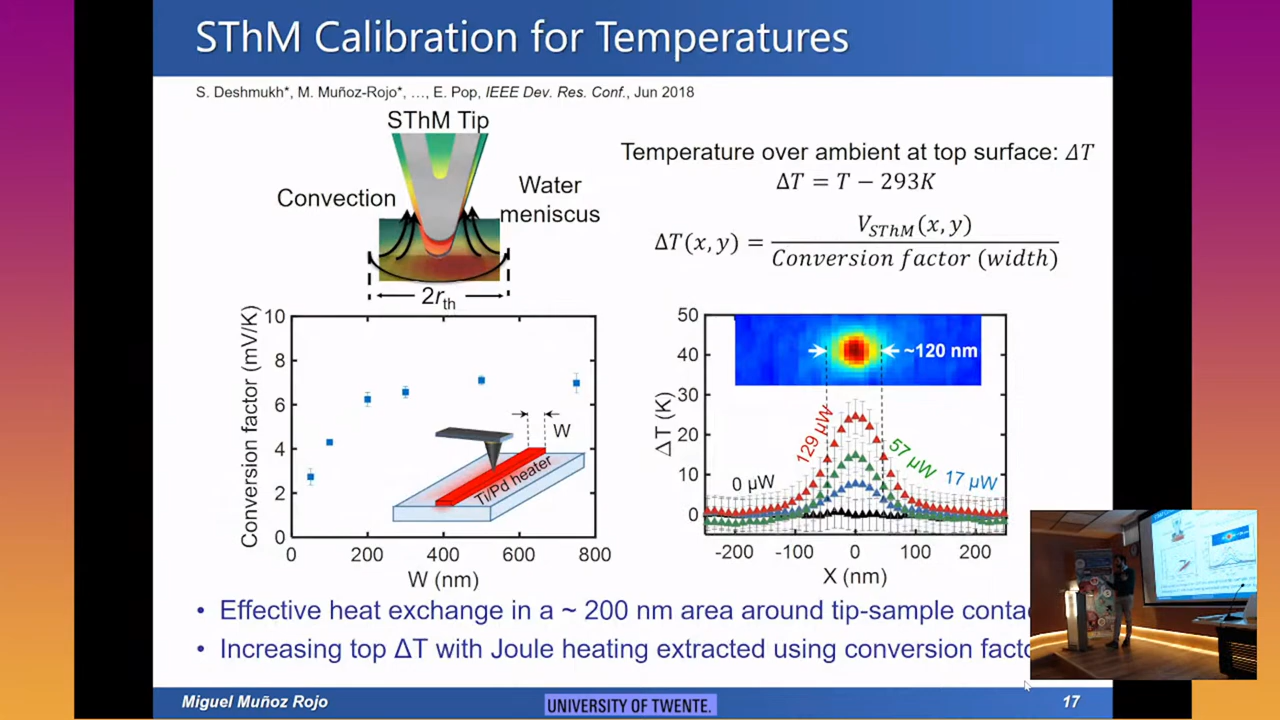 SThM Calibration for Temperatures
S. Deshmukh*, M. Muñoz-Rojo*, …, E. Pop, IEEE Dev. Res. Conf., Jun 2018
SThM Tip
Convection
Water
meniscus
2rth
Temperature over ambient at top surface: ΔT
ΔT = T − 293K
ΔT(x, y) = VSThM(x, y) / Conversion factor (width)
Conversion factor (mV/K)
10
8
6
4
2
0
0 200 400 600 800
W (nm)
W
Ti/Pd heater
ΔT (K)
50
40
30
20
10
0
~120 nm
129 μW
57 μW
0 μW
17 μW
-200 -100 0 100 200
X (nm)
• Effective heat exchange in a ~ 200 nm area around tip-sample
• Increasing top ΔT with Joule heating extracted using conversion
Miguel Muñoz Rojo
UNIVERSITY OF TWENTE.
17